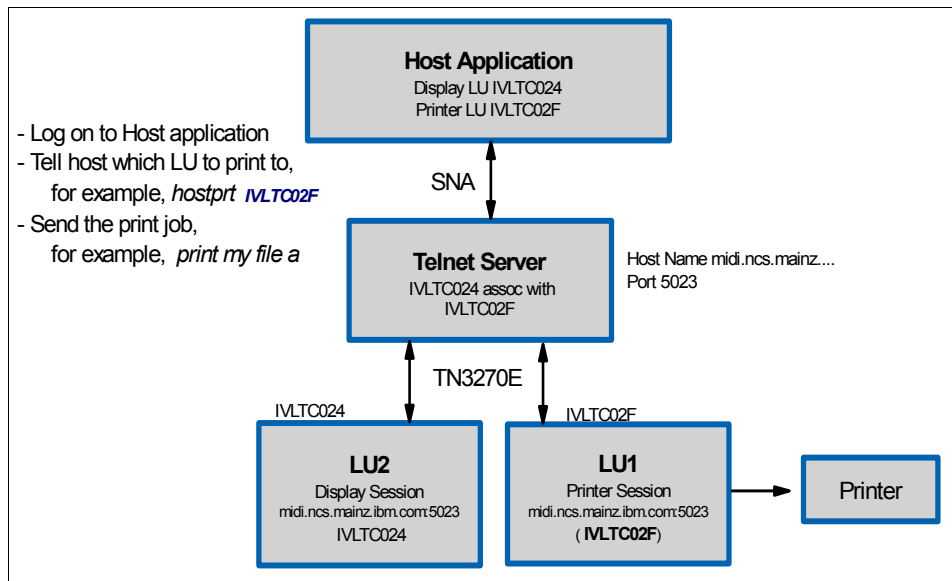 Host Application
Display LU IVLTC024
Printer LU IVLTC02F
- Log on to Host application
- Tell host which LU to print to,
for example, hostprt IVLTC02F
- Send the print job,
for example, print my file a
SNA
Telnet Server
IVLTC024 assoc with
IVLTC02F
Host Name midi.ncs.mainz....
Port 5023
TN3270E
IVLTC024
IVLTC02F
LU2
Display Session
midi.ncs.mainz.ibm.com:5023
IVLTC024
LU1
Printer Session
midi.ncs.mainz.ibm.com:5023
( IVLTC02F)
Printer